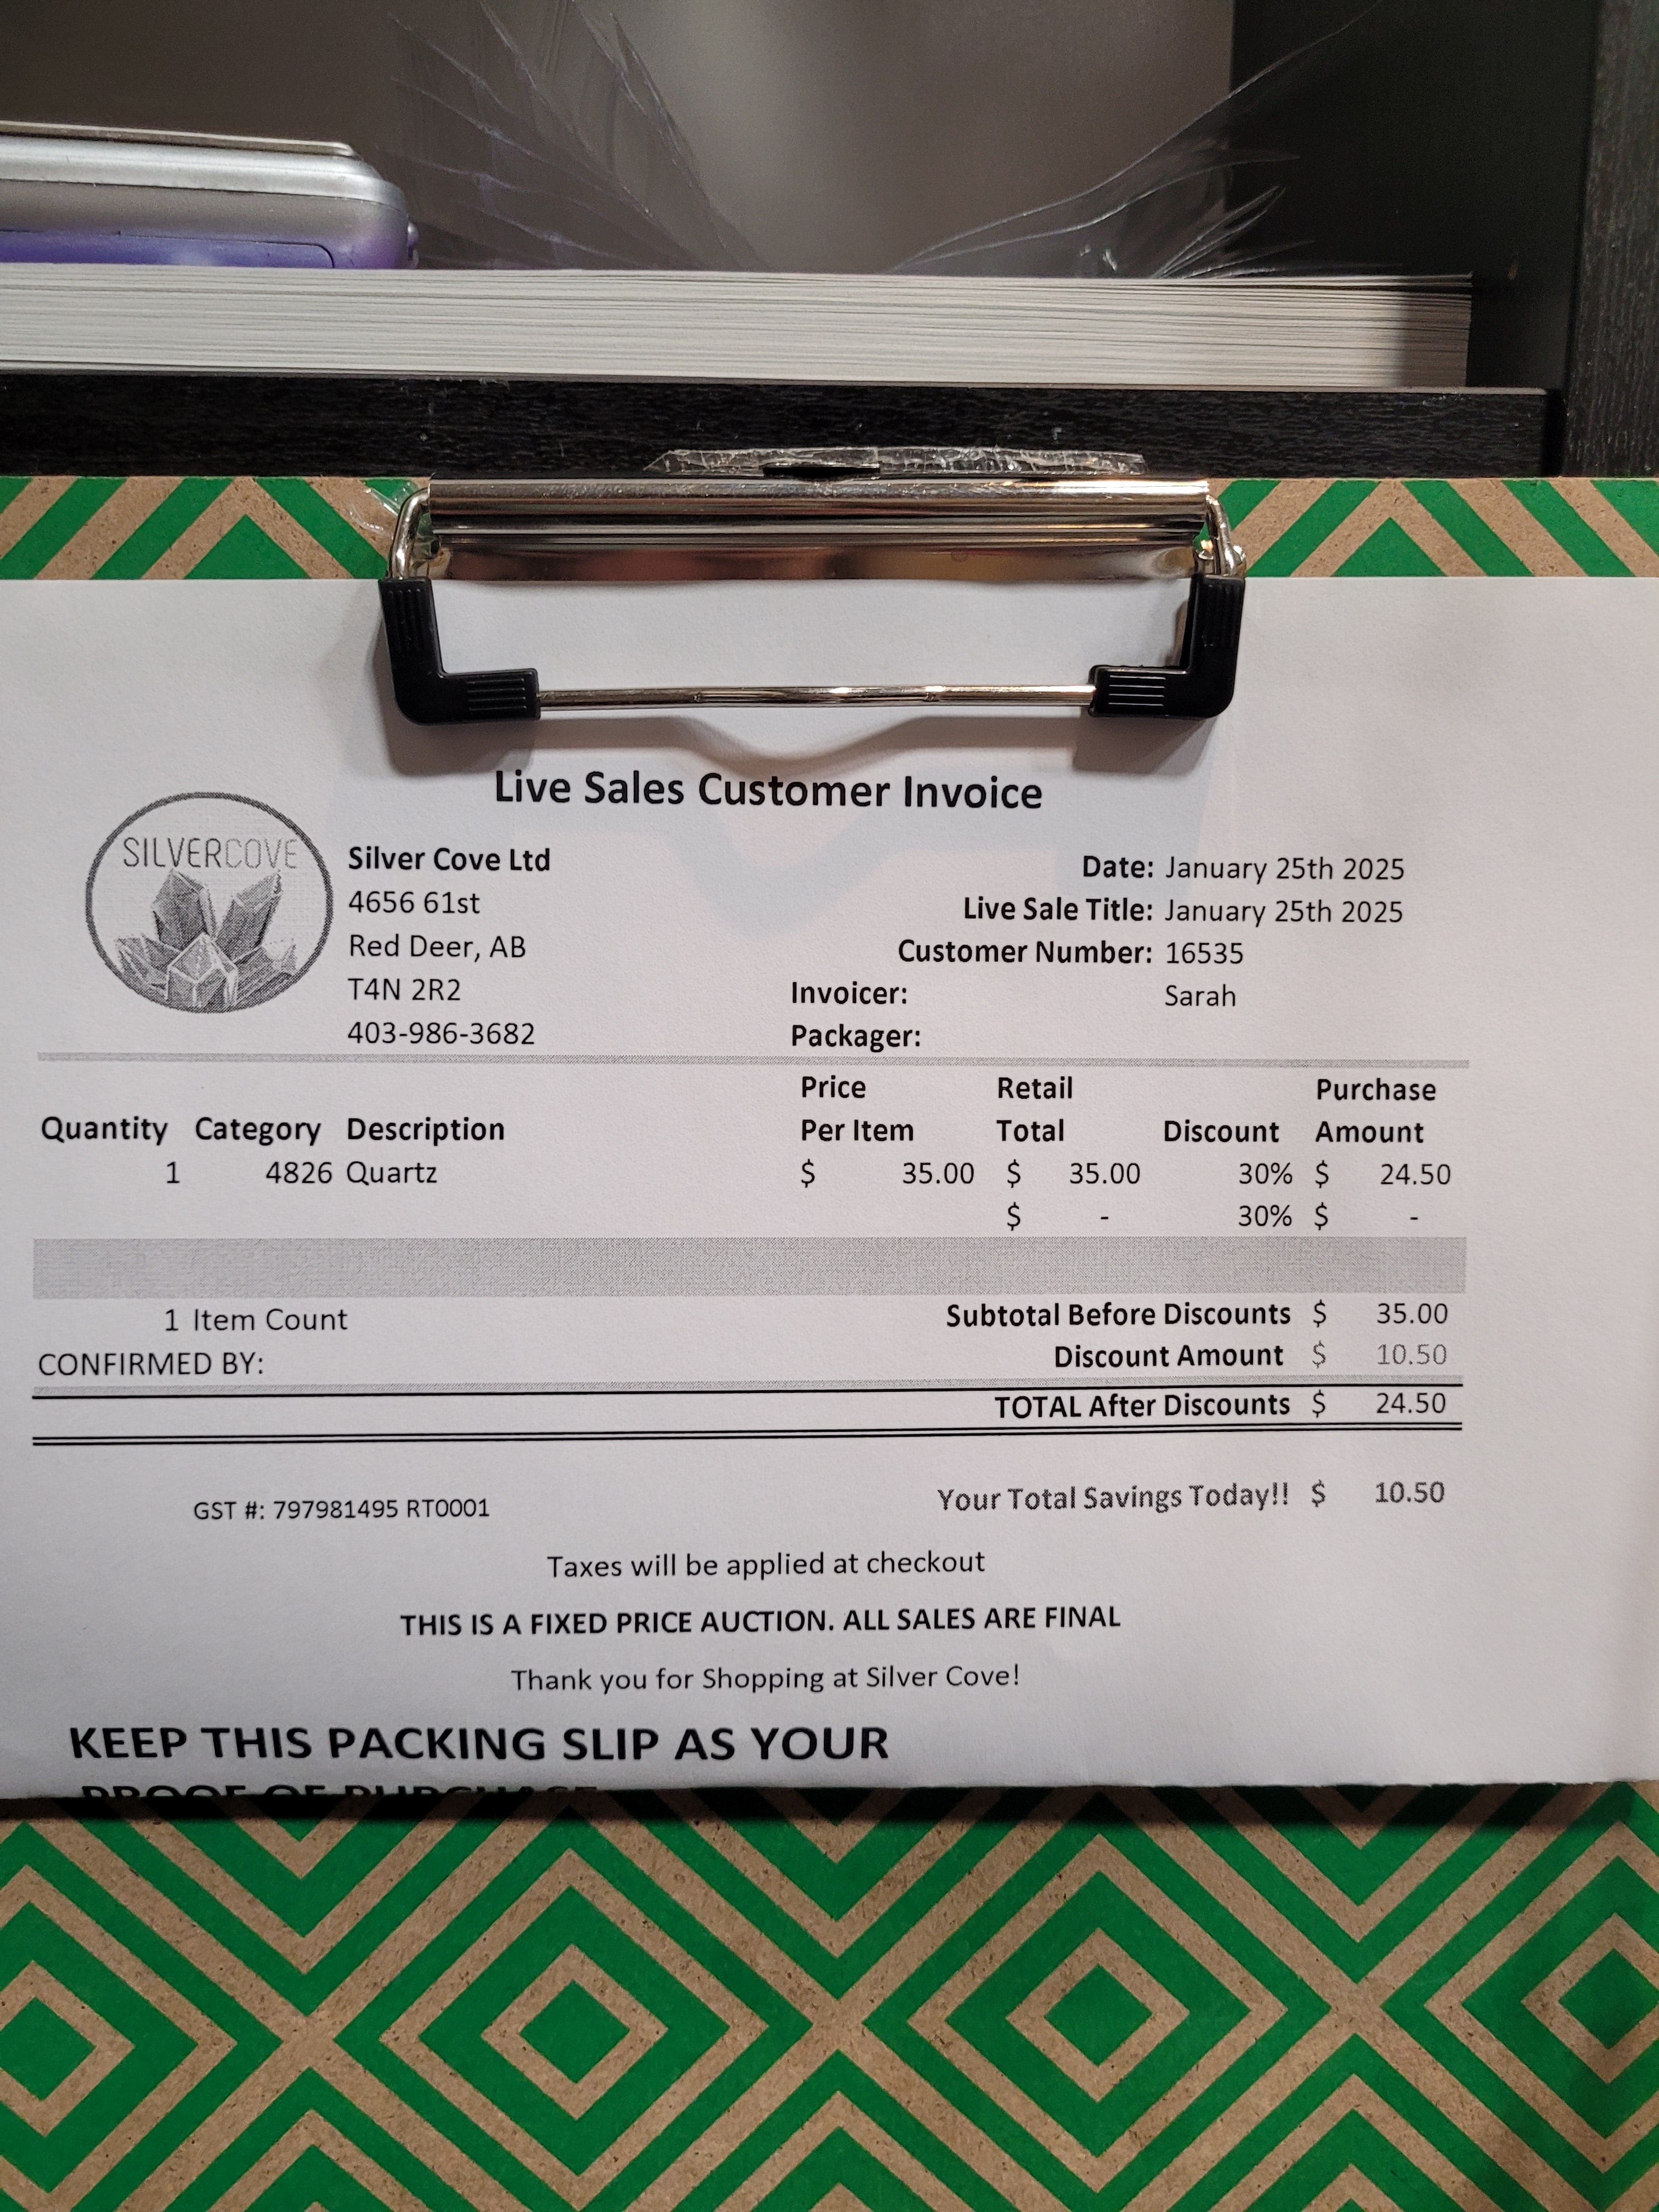 Live Sales Customer Invoice
SILVERCOVE
Silver Cove Ltd
4656 61st
Red Deer, AB
T4N 2R2
403-986-3682
Date: January 25th 2025
Live Sale Title: January 25th 2025
Customer Number: 16535
Invoicer: Sarah
Packager:
Quantity Category Description Price Per Item Retail Total Discount Purchase Amount
1 4826 Quartz $ 35.00 $ 35.00 30% $ 24.50
$ - 30% $ -
1 Item Count Subtotal Before Discounts $ 35.00
CONFIRMED BY: Discount Amount $ 10.50
TOTAL After Discounts $ 24.50
GST #: 797981495 RT0001 Your Total Savings Today!! $ 10.50
Taxes will be applied at checkout
THIS IS A FIXED PRICE AUCTION. ALL SALES ARE FINAL
Thank you for Shopping at Silver Cove!
KEEP THIS PACKING SLIP AS YOUR
PROOF OF PURCHASE